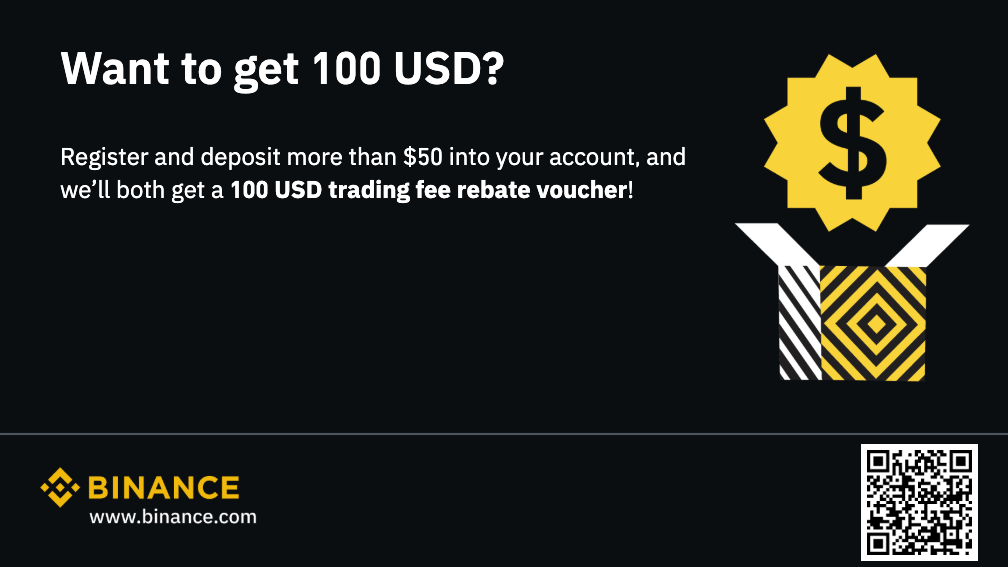 Want to get 100 USD?
Register and deposit more than $50 into your account, and
we’ll both get a 100 USD trading fee rebate voucher!
$
BINANCE
www.binance.com